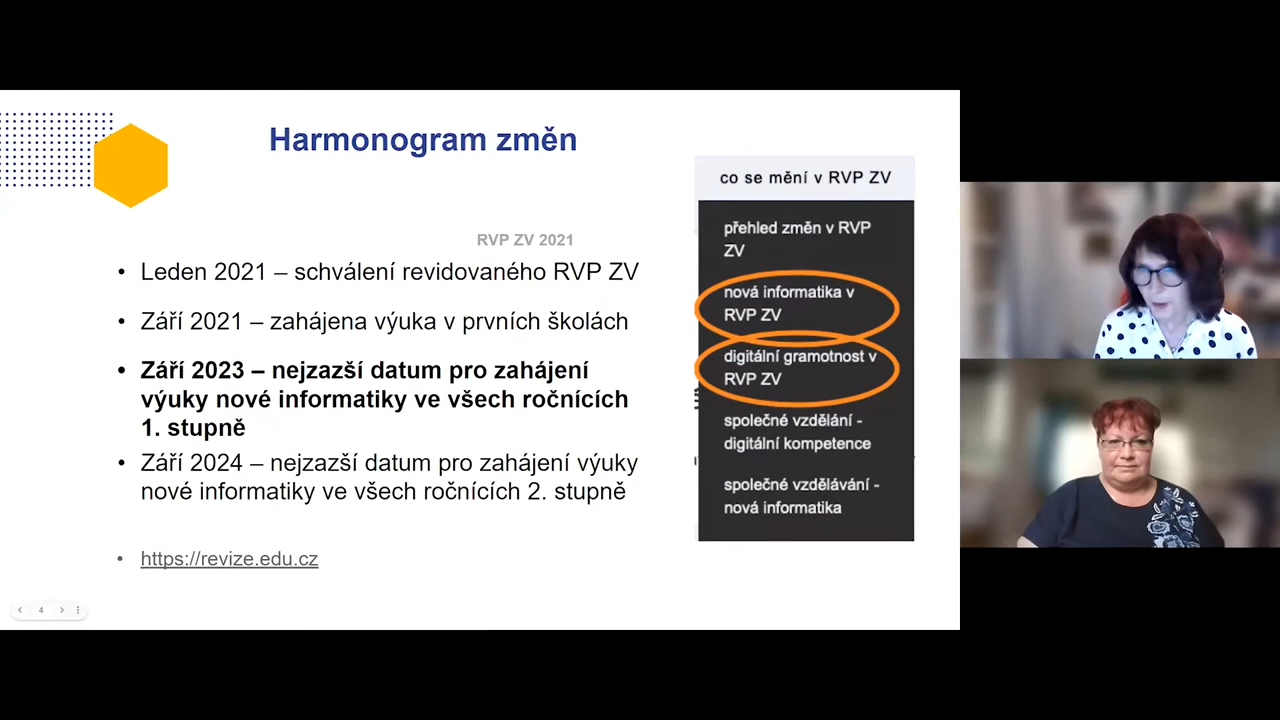 Harmonogram změn
RVP ZV 2021
• Leden 2021 – schválení revidovaného RVP ZV
• Září 2021 – zahájena výuka v prvních školách
• Září 2023 – nejzazší datum pro zahájení
výuky nové informatiky ve všech ročnících
1. stupně
• Září 2024 – nejzazší datum pro zahájení výuky
nové informatiky ve všech ročnících 2. stupně
• https://revize.edu.cz
co se mění v RVP ZV
přehled změn v RVP
ZV
nová informatika v
RVP ZV
digitální gramotnost v
RVP ZV
společné vzdělání -
digitální kompetence
společné vzdělávání -
nová informatika
4